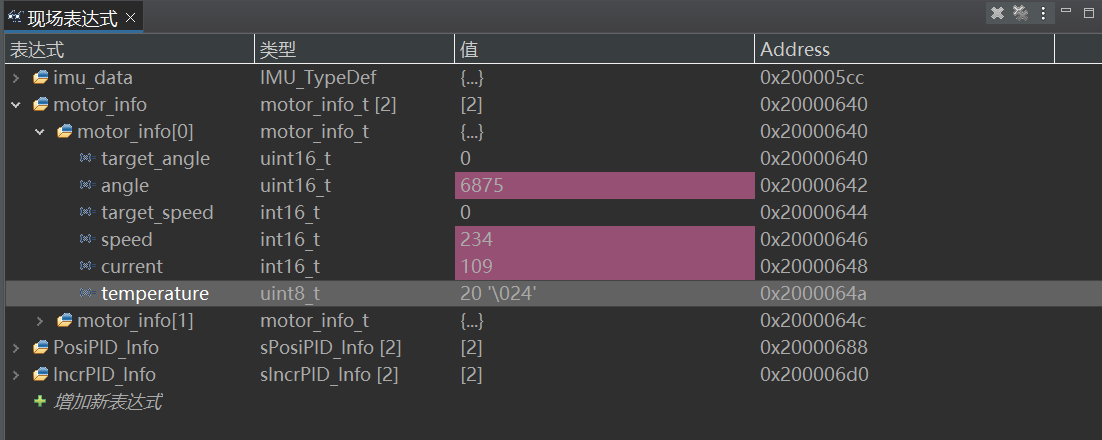 现场表达式
表达式 类型 值 Address
imu_data IMU_TypeDef {...} 0x200005cc
motor_info motor_info_t [2] [2] 0x20000640
motor_info[0] motor_info_t {...} 0x20000640
target_angle uint16_t 0 0x20000640
angle uint16_t 6875 0x20000642
target_speed int16_t 0 0x20000644
speed int16_t 234 0x20000646
current int16_t 109 0x20000648
temperature uint8_t 20 '\024' 0x2000064a
motor_info[1] motor_info_t {...} 0x2000064c
PosiPID_Info sPosiPID_Info [2] [2] 0x20000688
IncrPID_Info sIncrPID_Info [2] [2] 0x200006d0
增加新表达式